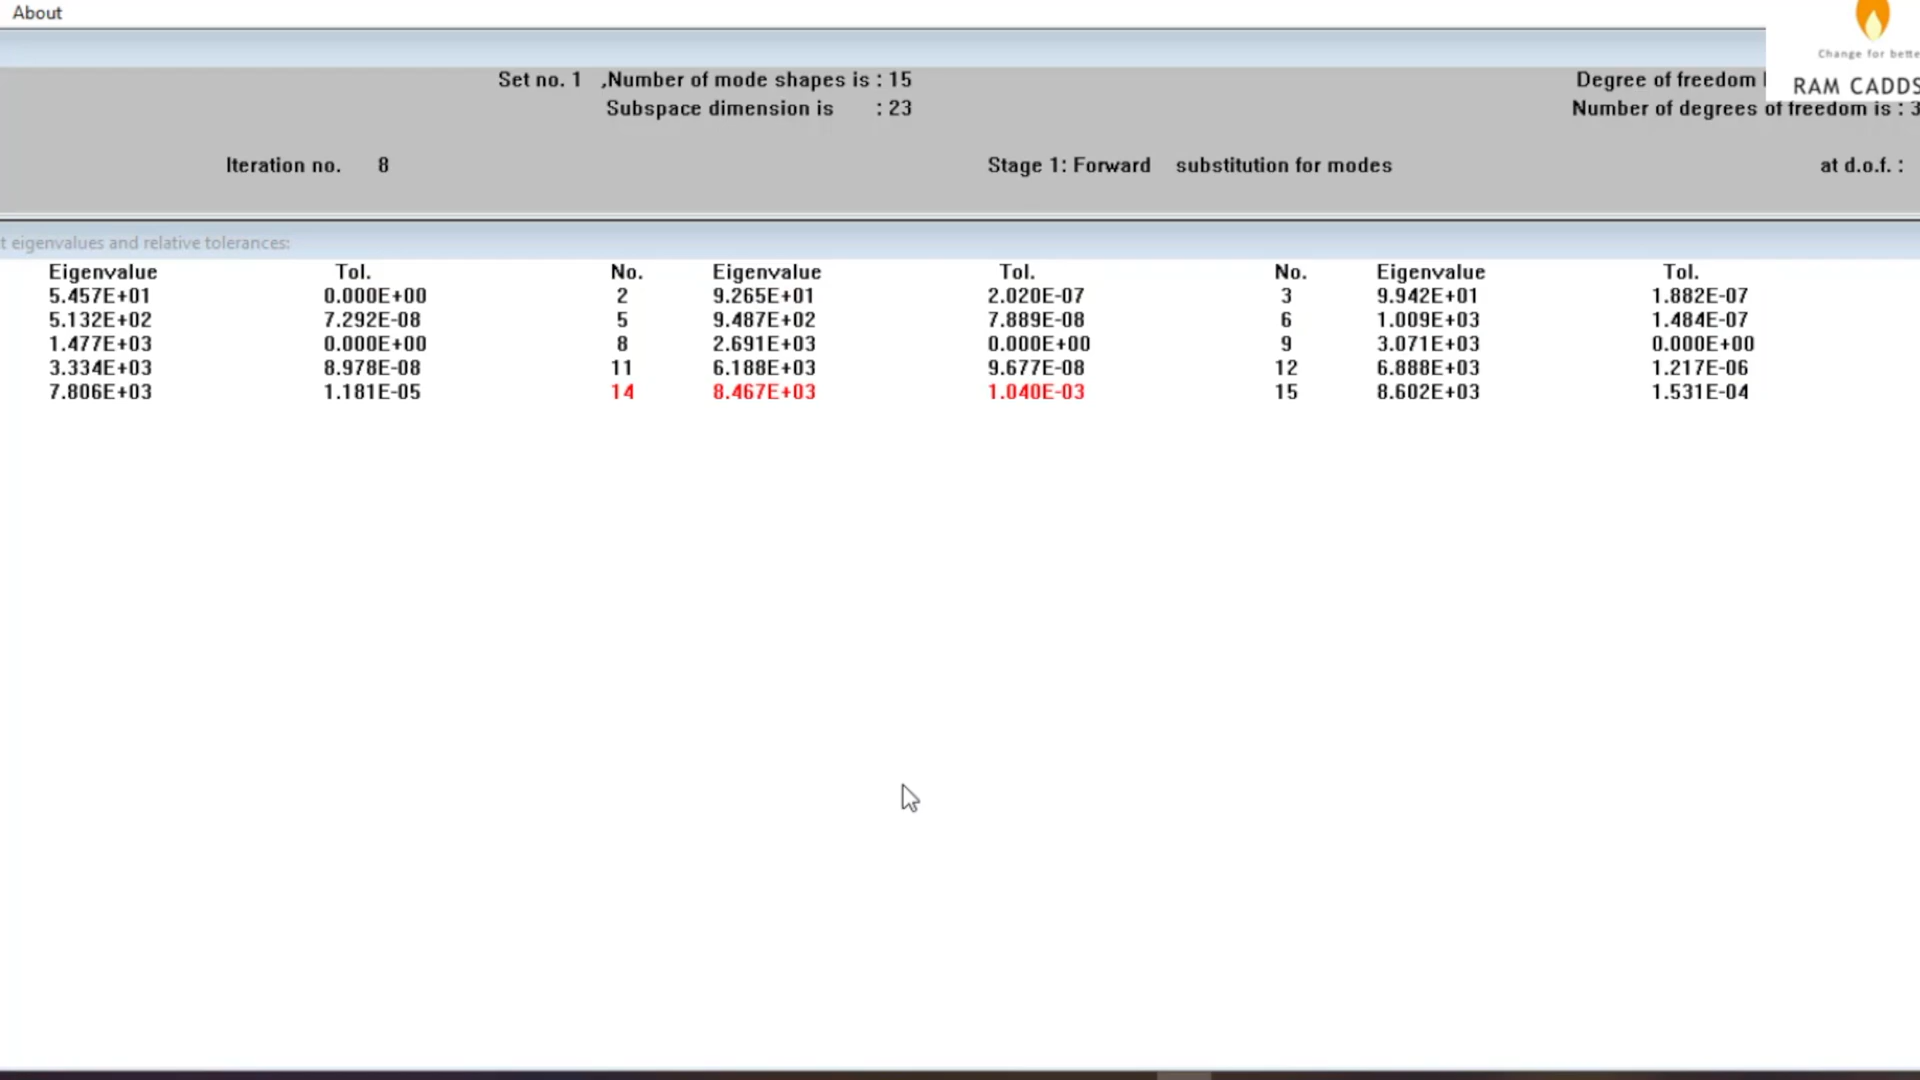 About
Change for bette
RAM CADDS
Set no. 1 ,Number of mode shapes is : 15 Degree of freedom
Subspace dimension is : 23 Number of degrees of freedom is : 3
Iteration no. 8 Stage 1: Forward substitution for modes at d.o.f. :
t eigenvalues and relative tolerances:
Eigenvalue Tol. No. Eigenvalue Tol. No. Eigenvalue Tol.
5.457E+01 0.000E+00 2 9.265E+01 2.020E-07 3 9.942E+01 1.882E-07
5.132E+02 7.292E-08 5 9.487E+02 7.889E-08 6 1.009E+03 1.484E-07
1.477E+03 0.000E+00 8 2.691E+03 0.000E+00 9 3.071E+03 0.000E+00
3.334E+03 8.978E-08 11 6.188E+03 9.677E-08 12 6.888E+03 1.217E-06
7.806E+03 1.181E-05 14 8.467E+03 1.040E-03 15 8.602E+03 1.531E-04